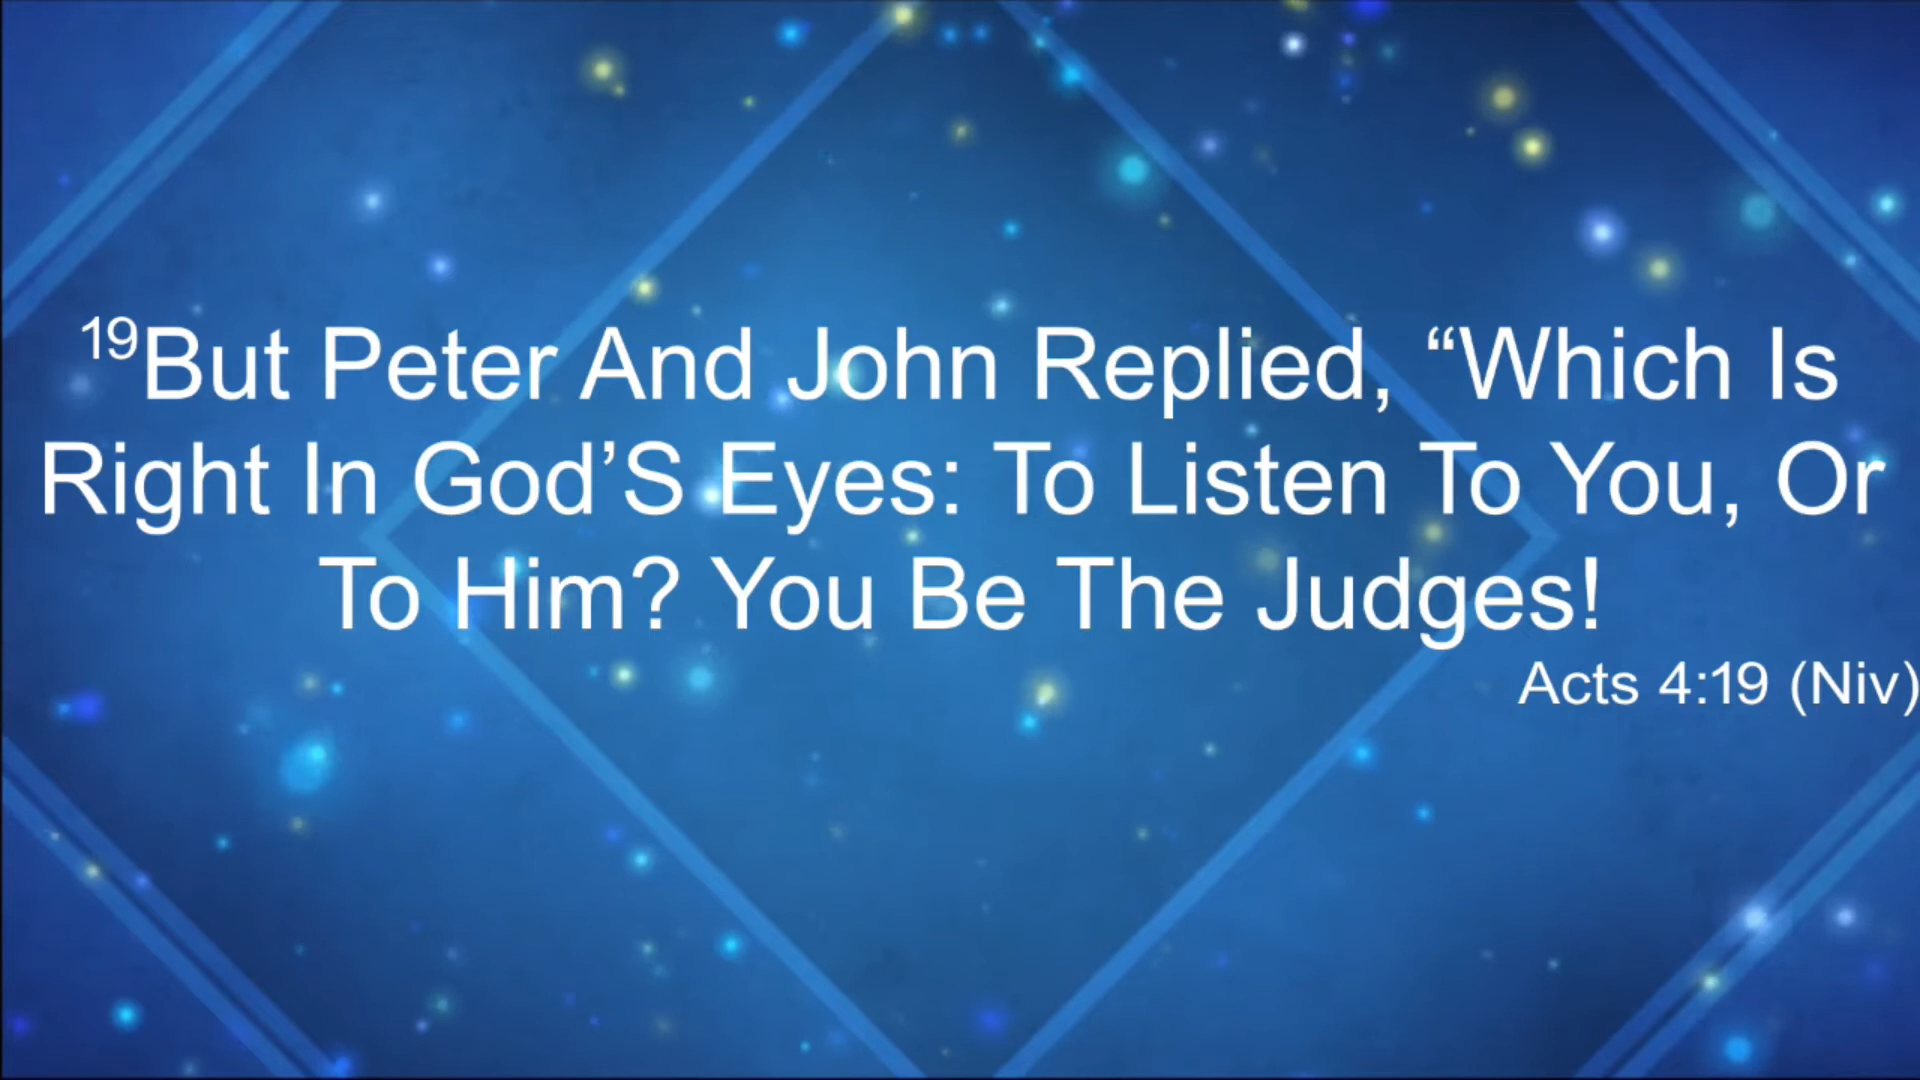 19But Peter And John Replied, “Which Is
Right In God’S Eyes: To Listen To You, Or
To Him? You Be The Judges!
Acts 4:19 (Niv)